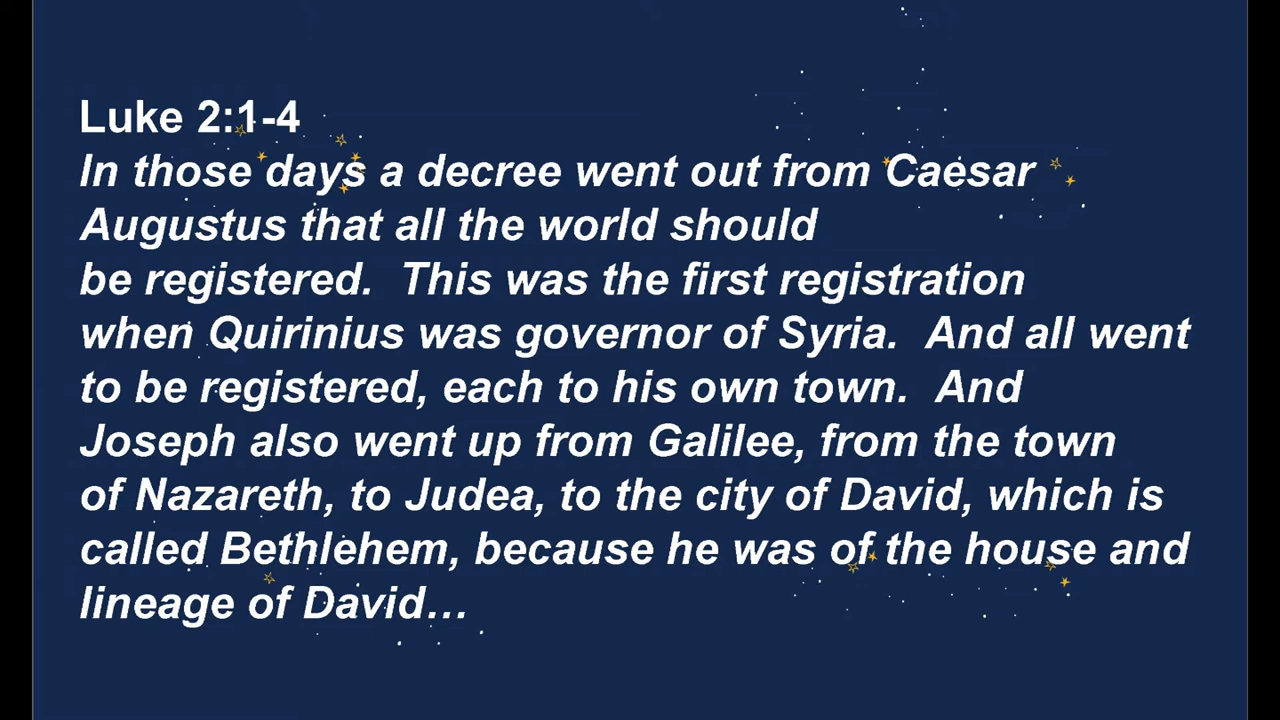 Luke 2:1-4
In those days a decree went out from Caesar
Augustus that all the world should
be registered.  This was the first registration
when Quirinius was governor of Syria.  And all went
to be registered, each to his own town.  And
Joseph also went up from Galilee, from the town
of Nazareth, to Judea, to the city of David, which is
called Bethlehem, because he was of the house and
lineage of David…